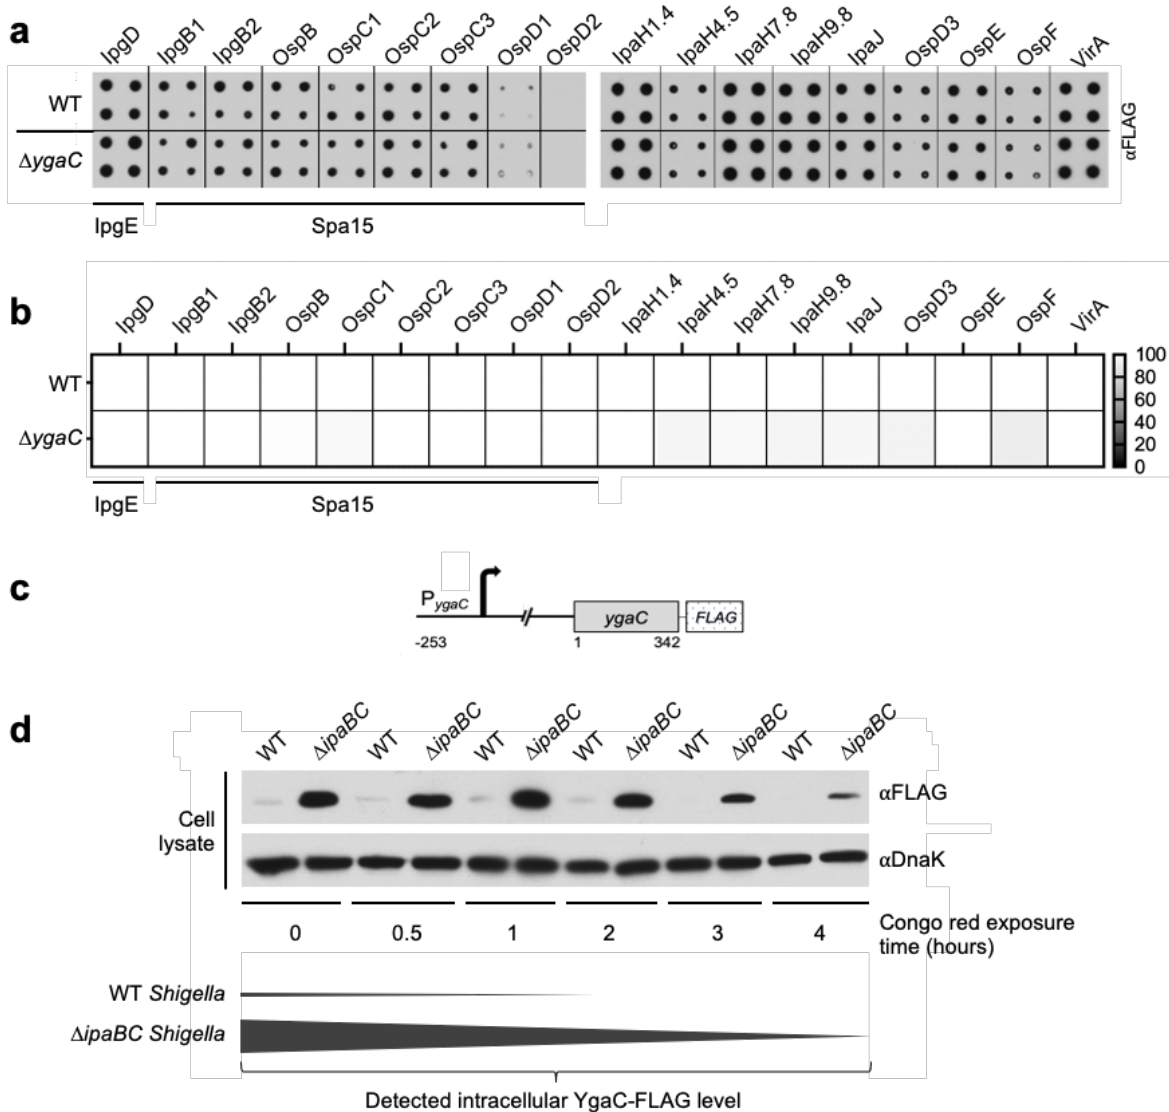 a
IpgD IpgB1 IpgB2 OspB OspC1 OspC2 OspC3 OspD1 OspD2 IpaH1.4 IpaH4.5 IpaH7.8 IpaH9.8 IpaJ OspD3 OspE OspF VirA
WT
ΔygaC
αFLAG
IpgE Spa15
b
IpgD IpgB1 IpgB2 OspB OspC1 OspC2 OspC3 OspD1 OspD2 IpaH1.4 IpaH4.5 IpaH7.8 IpaH9.8 IpaJ OspD3 OspE OspF VirA
WT
ΔygaC
100
80
60
40
20
0
IpgE Spa15
c
PygaC
ygaC FLAG
-253 1 342
d
WT ΔipaBC WT ΔipaBC WT ΔipaBC WT ΔipaBC WT ΔipaBC WT ΔipaBC
Cell
lysate
αFLAG
αDnaK
0 0.5 1 2 3 4
Congo red exposure
time (hours)
WT Shigella
ΔipaBC Shigella
Detected intracellular YgaC-FLAG level